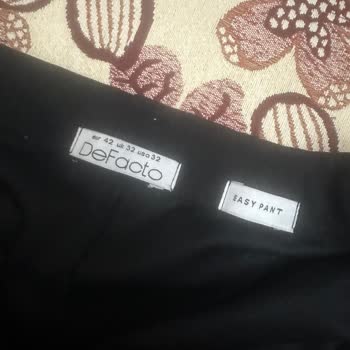 EUR 42 UK 32 USA 32
DeFacto
EASY PANT